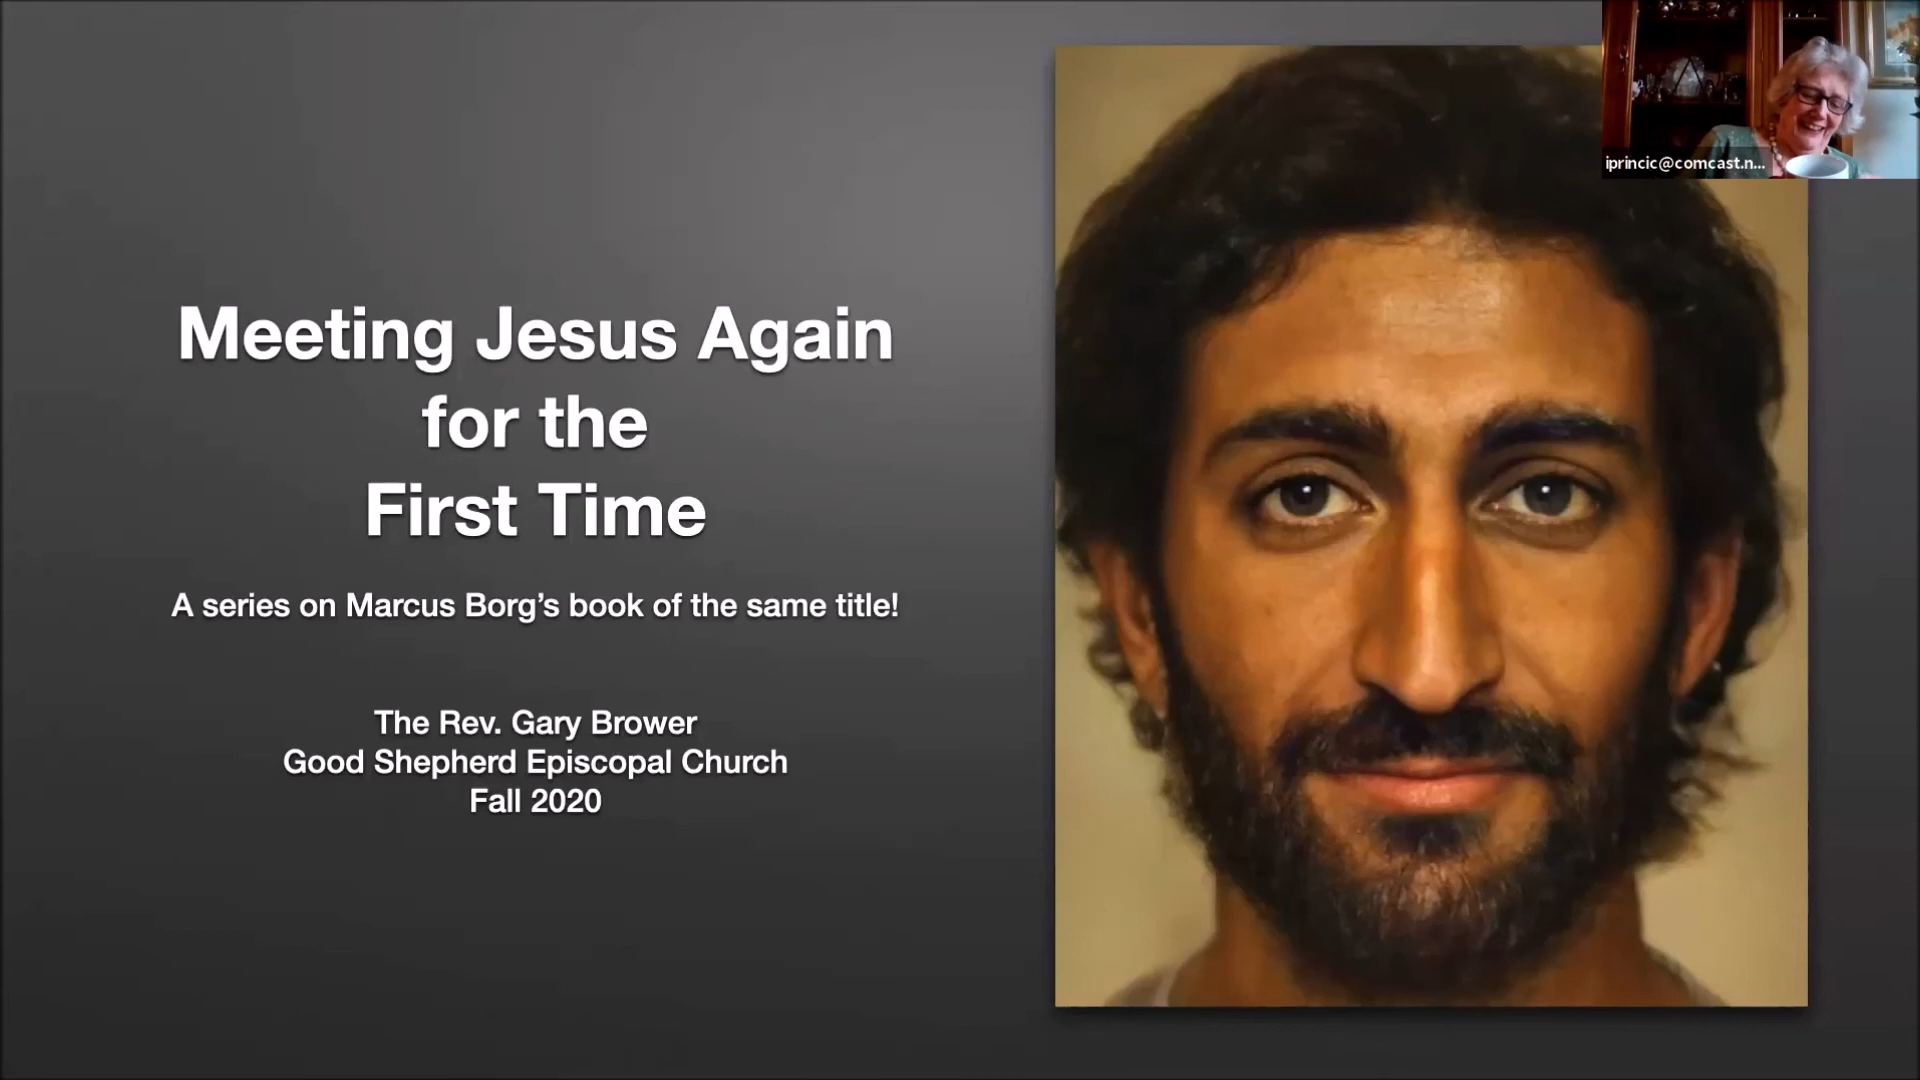 Meeting Jesus Again
for the
First Time
A series on Marcus Borg's book of the same title!
The Rev. Gary Brower
Good Shepherd Episcopal Church
Fall 2020
iprincic@comcast.n...